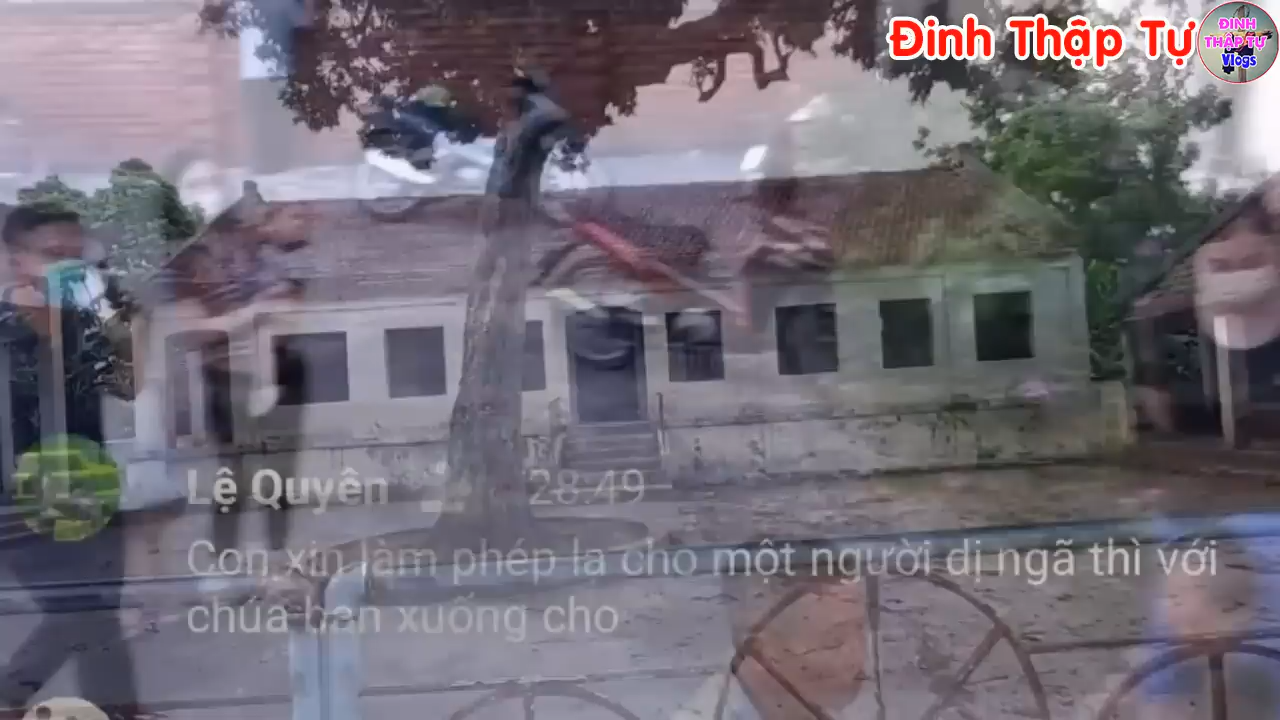 Đinh Thập Tự
ĐINH
THẬP TỰ
Vlogs
Lệ Quyên
28:49
Con xin làm phép lạ cho một người dị ngã thì với
chúa ban xuống cho